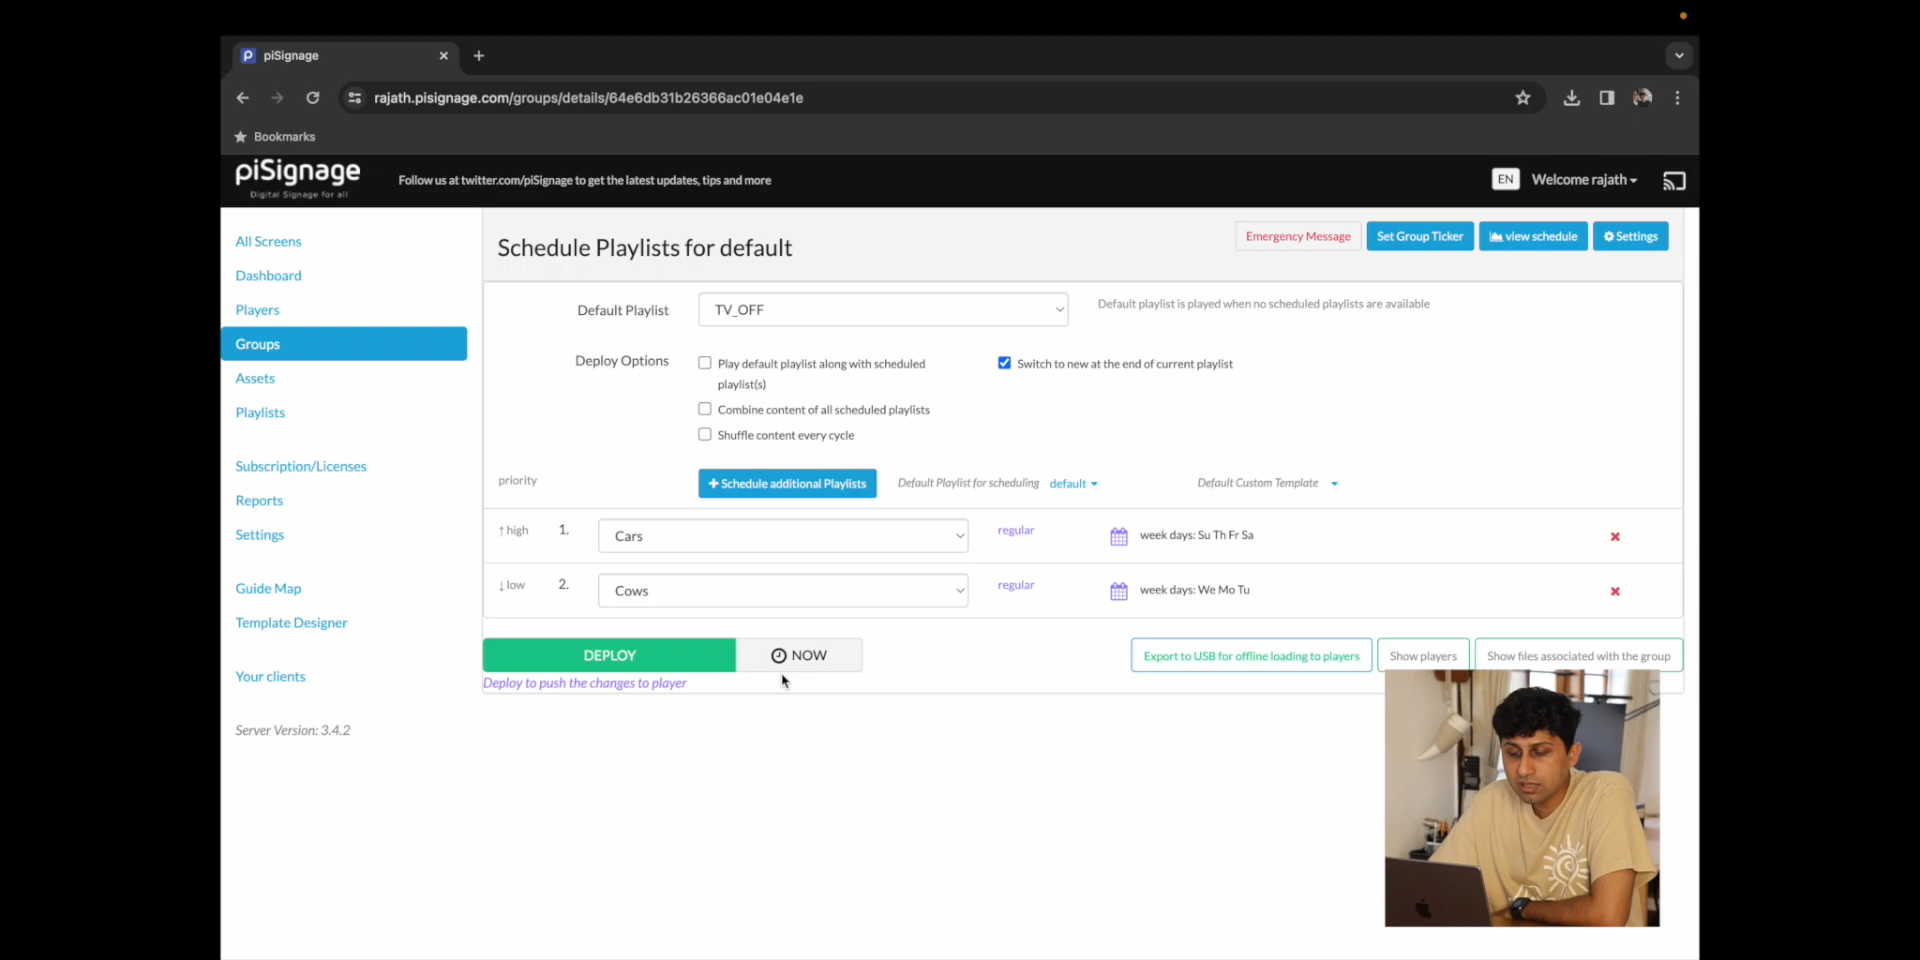 piSignage
rajath.pisignage.com/groups/details/64e6db31b26366ac01e04e1e
Bookmarks
piSignage
Digital Signage for all
Follow us at twitter.com/piSignage to get the latest updates, tips and more
EN
Welcome rajath
All Screens
Dashboard
Players
Groups
Assets
Playlists
Subscription/Licenses
Reports
Settings
Guide Map
Template Designer
Your clients
Server Version: 3.4.2
Schedule Playlists for default
Emergency Message
Set Group Ticker
view schedule
Settings
Default Playlist
TV_OFF
Default playlist is played when no scheduled playlists are available
Deploy Options
Play default playlist along with scheduled
playlist(s)
Switch to new at the end of current playlist
Combine content of all scheduled playlists
Shuffle content every cycle
priority
+ Schedule additional Playlists
Default Playlist for scheduling default
Default Custom Template
↑ high 1. Cars regular week days: Su Th Fr Sa
↓ low 2. Cows regular week days: We Mo Tu
DEPLOY
NOW
Export to USB for offline loading to players
Show players
Show files associated with the group
Deploy to push the changes to player